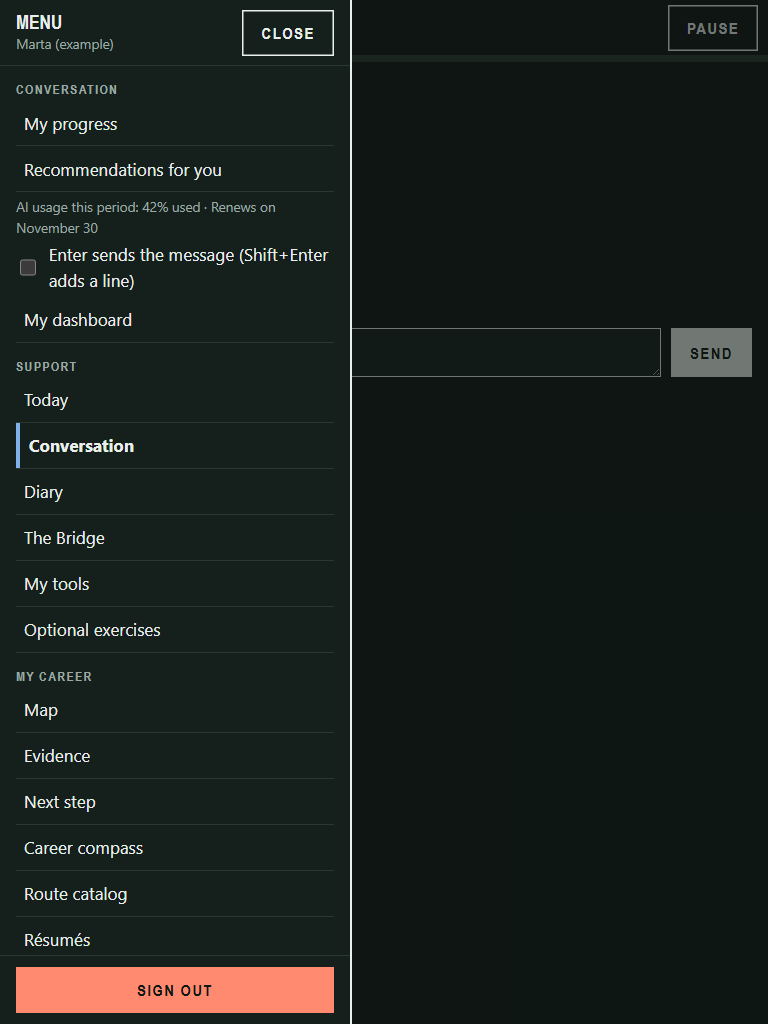 MENU
Marta (example)
CLOSE
PAUSE
CONVERSATION
My progress
Recommendations for you
AI usage this period: 42% used · Renews on
November 30
Enter sends the message (Shift+Enter
adds a line)
My dashboard
SEND
SUPPORT
Today
Conversation
Diary
The Bridge
My tools
Optional exercises
MY CAREER
Map
Evidence
Next step
Career compass
Route catalog
Résumés
SIGN OUT